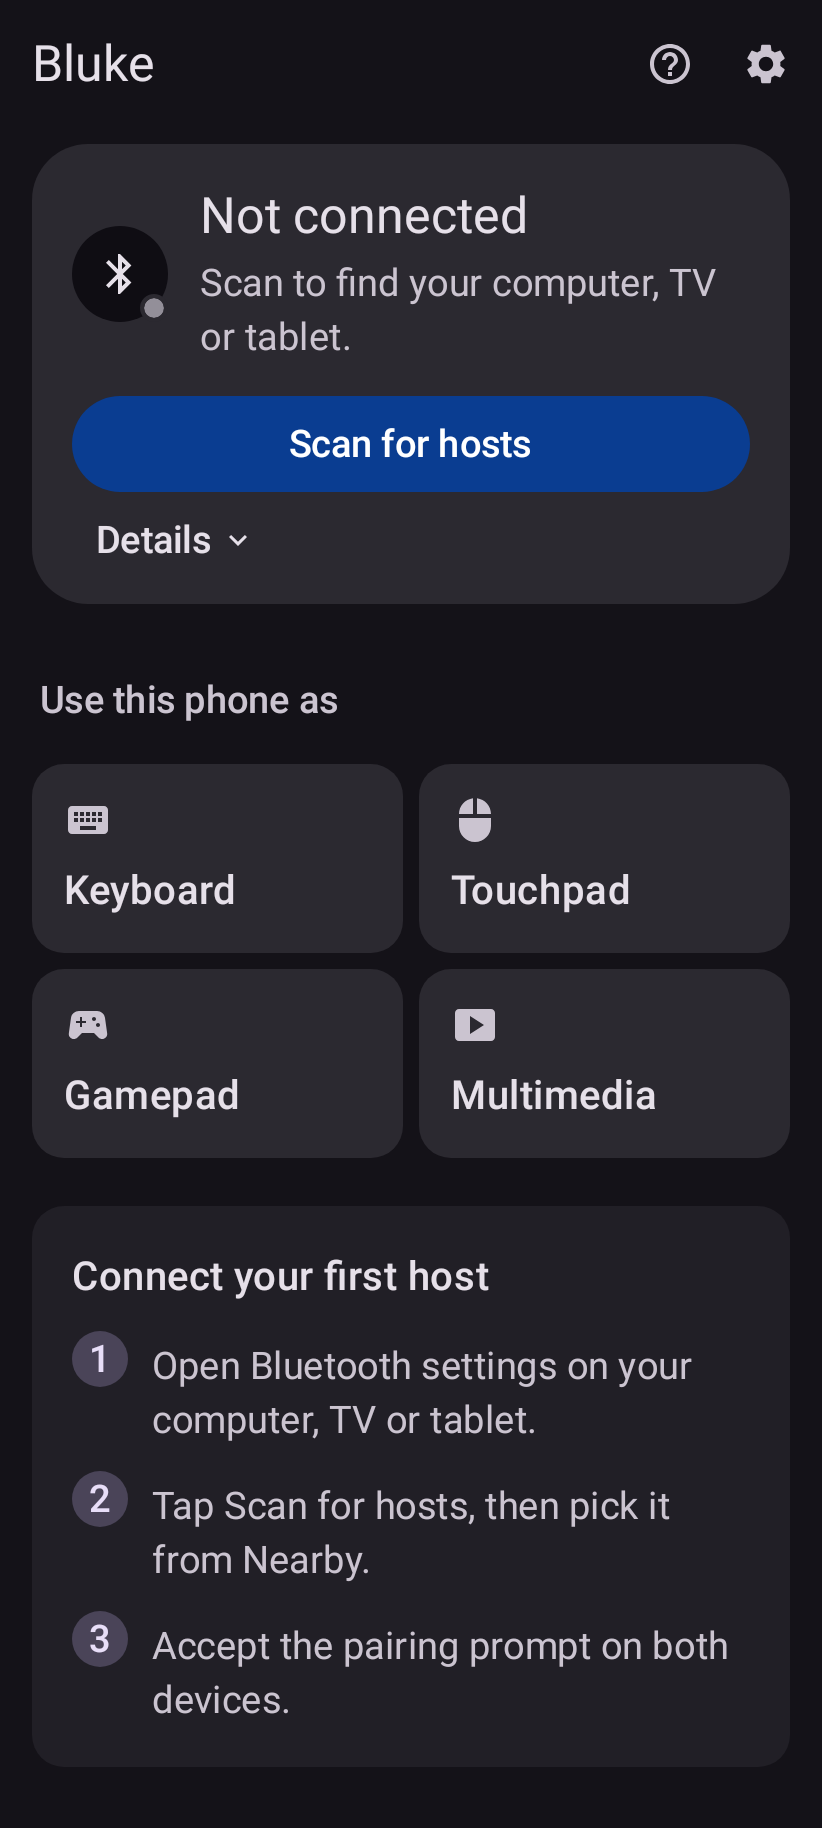 Bluke
Not connected
Scan to find your computer, TV
or tablet.
Scan for hosts
Details
Use this phone as
Keyboard
Touchpad
Gamepad
Multimedia
Connect your first host
1
Open Bluetooth settings on your
computer, TV or tablet.
2
Tap Scan for hosts, then pick it
from Nearby.
3
Accept the pairing prompt on both
devices.